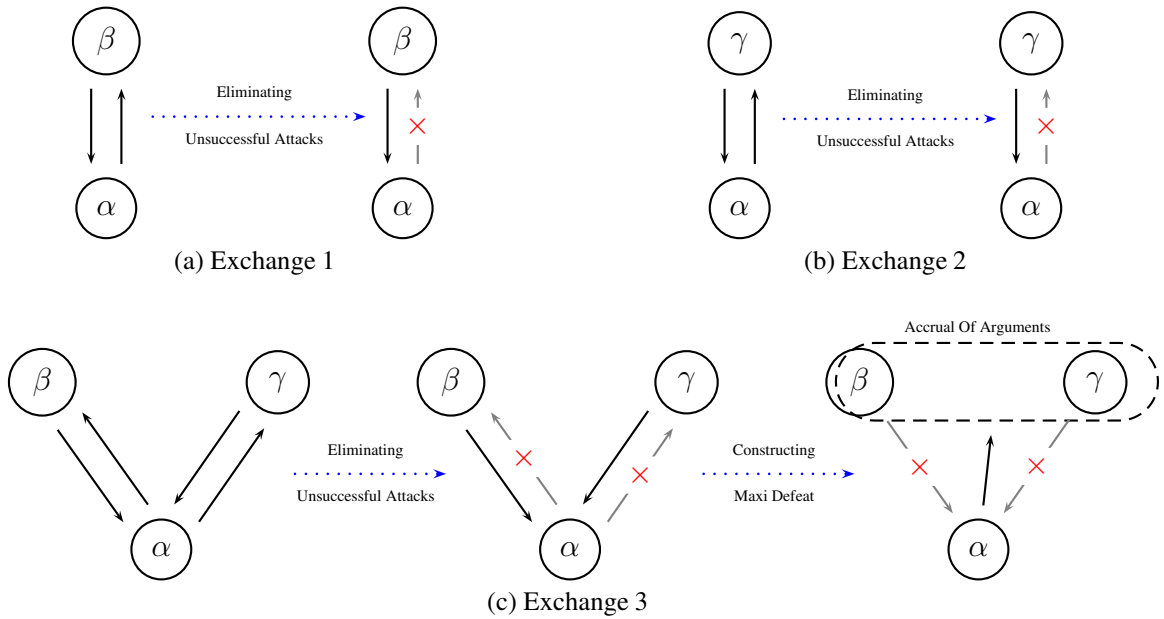 β
β
Eliminating
Unsuccessful Attacks
α
α
(a) Exchange 1
γ
γ
Eliminating
Unsuccessful Attacks
α
α
(b) Exchange 2
Accrual Of Arguments
β
γ
β
γ
β
γ
Eliminating
Unsuccessful Attacks
Constructing
Maxi Defeat
α
α
α
(c) Exchange 3